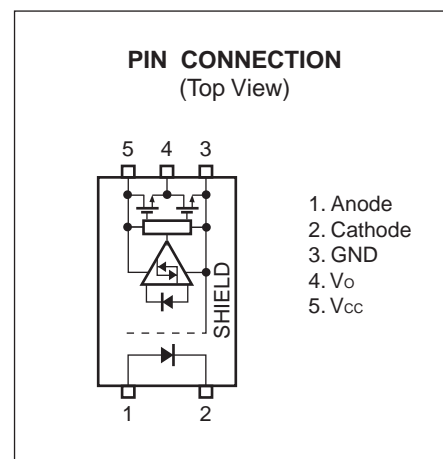 PIN CONNECTION
(Top View)
5 4 3
SHIELD
1 2
1. Anode
2. Cathode
3. GND
4. Vo
5. Vcc